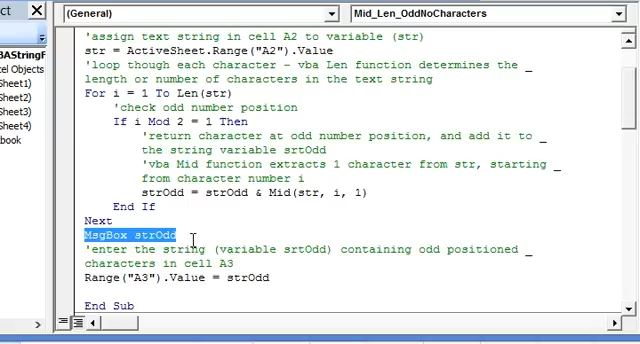 ct
(General)
Mid_Len_OddNoCharacters
BAStringF
tel Objects
Sheet1)
Sheet2)
Sheet3)
Sheet4)
book
'assign text string in cell A2 to variable (str)
str = ActiveSheet.Range("A2").Value
'loop though each character - vba Len function determines the _
length or number of characters in the text string
For i = 1 To Len(str)
'check odd number position
If i Mod 2 = 1 Then
'return character at odd number position, and add it to _
the string variable srtOdd
'vba Mid function extracts 1 character from str, starting _
from character number i
strOdd = strOdd & Mid(str, i, 1)
End If
Next
MsgBox strOdd
'enter the string (variable srtOdd) containing odd positioned _
characters in cell A3
Range("A3").Value = strOdd
End Sub